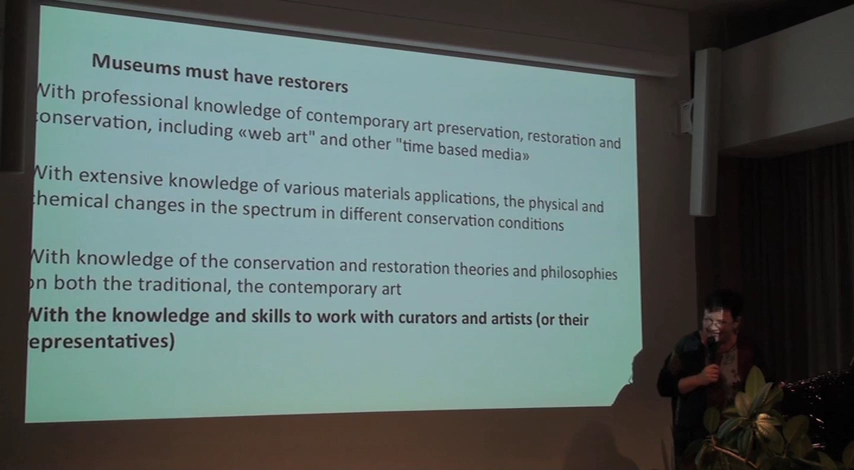 Museums must have restorers
With professional knowledge of contemporary art preservation, restoration and
conservation, including «web art" and other "time based media»
With extensive knowledge of various materials applications, the physical and
chemical changes in the spectrum in different conservation conditions
With knowledge of the conservation and restoration theories and philosophies
on both the traditional, the contemporary art
With the knowledge and skills to work with curators and artists (or their
epresentatives)